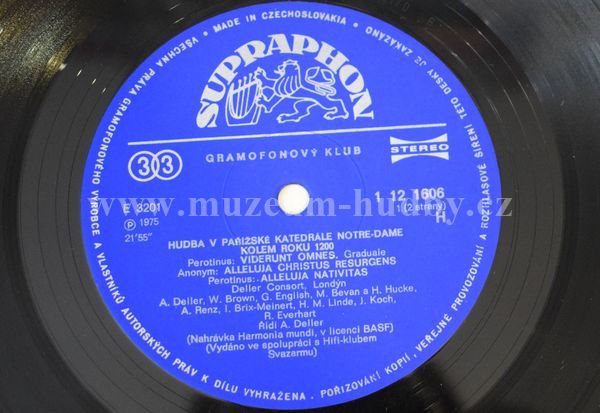 MADE IN CZECHOSLOVAKIA • VŠECHNA PRÁVA GRAMOFONOVÉHO VÝROBCE A VLASTNÍKŮ AUTORSKÝCH PRÁV K DÍLU VYHRAŽENA. POŘIZOVÁNÍ KOPIÍ, VEŘEJNÉ PROVOZOVÁNÍ A ROZHLASOVÉ ŠÍŘENÍ TÉTO DESKY JE ZAKÁZÁNO •
SUPRAPHON
GRAMOFONOVÝ KLUB
33
STEREO
E 3201
1 12 1606
1 (2 strany)
H
℗ 1975
21'55"
www.muzeum-hudby.cz
HUDBA V PAŘÍŽSKÉ KATEDRÁLE NOTRE-DAME
KOLEM ROKU 1200
Perotinus: VIDERUNT OMNES, Graduale
Anonym: ALLELUJA CHRISTUS RESURGENS
Perotinus: ALLELUJA NATIVITAS
Deller Consort, Londýn
A. Deller, W. Brown, G. English, M. Bevan a H. Hucke,
A. Renz, I. Brix-Meinert, H. M. Linde, J. Koch,
R. Everhart
Řídí A. Deller
(Nahrávka Harmonia mundi, v licenci BASF)
(Vydáno ve spolupráci s Hifi-klubem
Svazarmu)